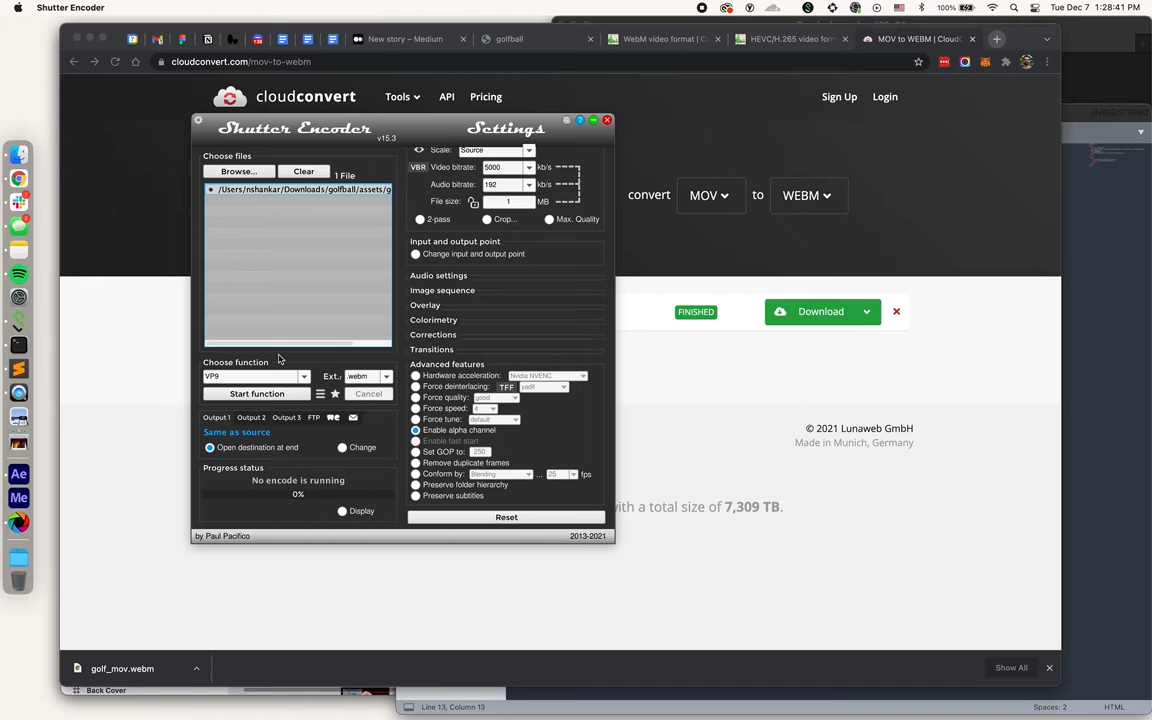 Shutter Encoder
100%
Tue Dec 7 1:28:41 PM
New story – Medium
golfball
WebM video format | Ca
HEVC/H.265 video form
MOV to WEBM | CloudC
cloudconvert.com/mov-to-webm
cloudconvert
Tools
API
Pricing
Sign Up
Login
UNREGISTERED
convert
MOV
to
WEBM
FINISHED
Download
© 2021 Lunaweb GmbH
Made in Munich, Germany
with a total size of 7,309 TB.
Shutter Encoder
v15.3
Settings
Choose files
Browse...
Clear
1 File
/Users/nshankar/Downloads/golfball/assets/g
Choose function
VP9
Ext.:
.webm
Start function
Cancel
Output 1
Output 2
Output 3
FTP
Same as source
Open destination at end
Change
Progress status
No encode is running
0%
Display
Scale:
Source
VBR
Video bitrate:
5000
kb/s
Audio bitrate:
192
kb/s
File size:
1
MB
2-pass
Crop...
Max. Quality
Input and output point
Change input and output point
Audio settings
Image sequence
Overlay
Colorimetry
Corrections
Transitions
Advanced features
Hardware acceleration:
Nvidia NVENC
Force deinterlacing:
TFF
yadif
Force quality:
good
Force speed:
4
Force tune:
default
Enable alpha channel
Enable fast start
Set GOP to:
250
Remove duplicate frames
Conform by:
Blending
...
25
fps
Preserve folder hierarchy
Preserve subtitles
Reset
by Paul Pacifico
2013-2021
golf_mov.webm
Show All
Back Cover
Line 13, Column 13
Spaces: 2
HTML
Ae
Me